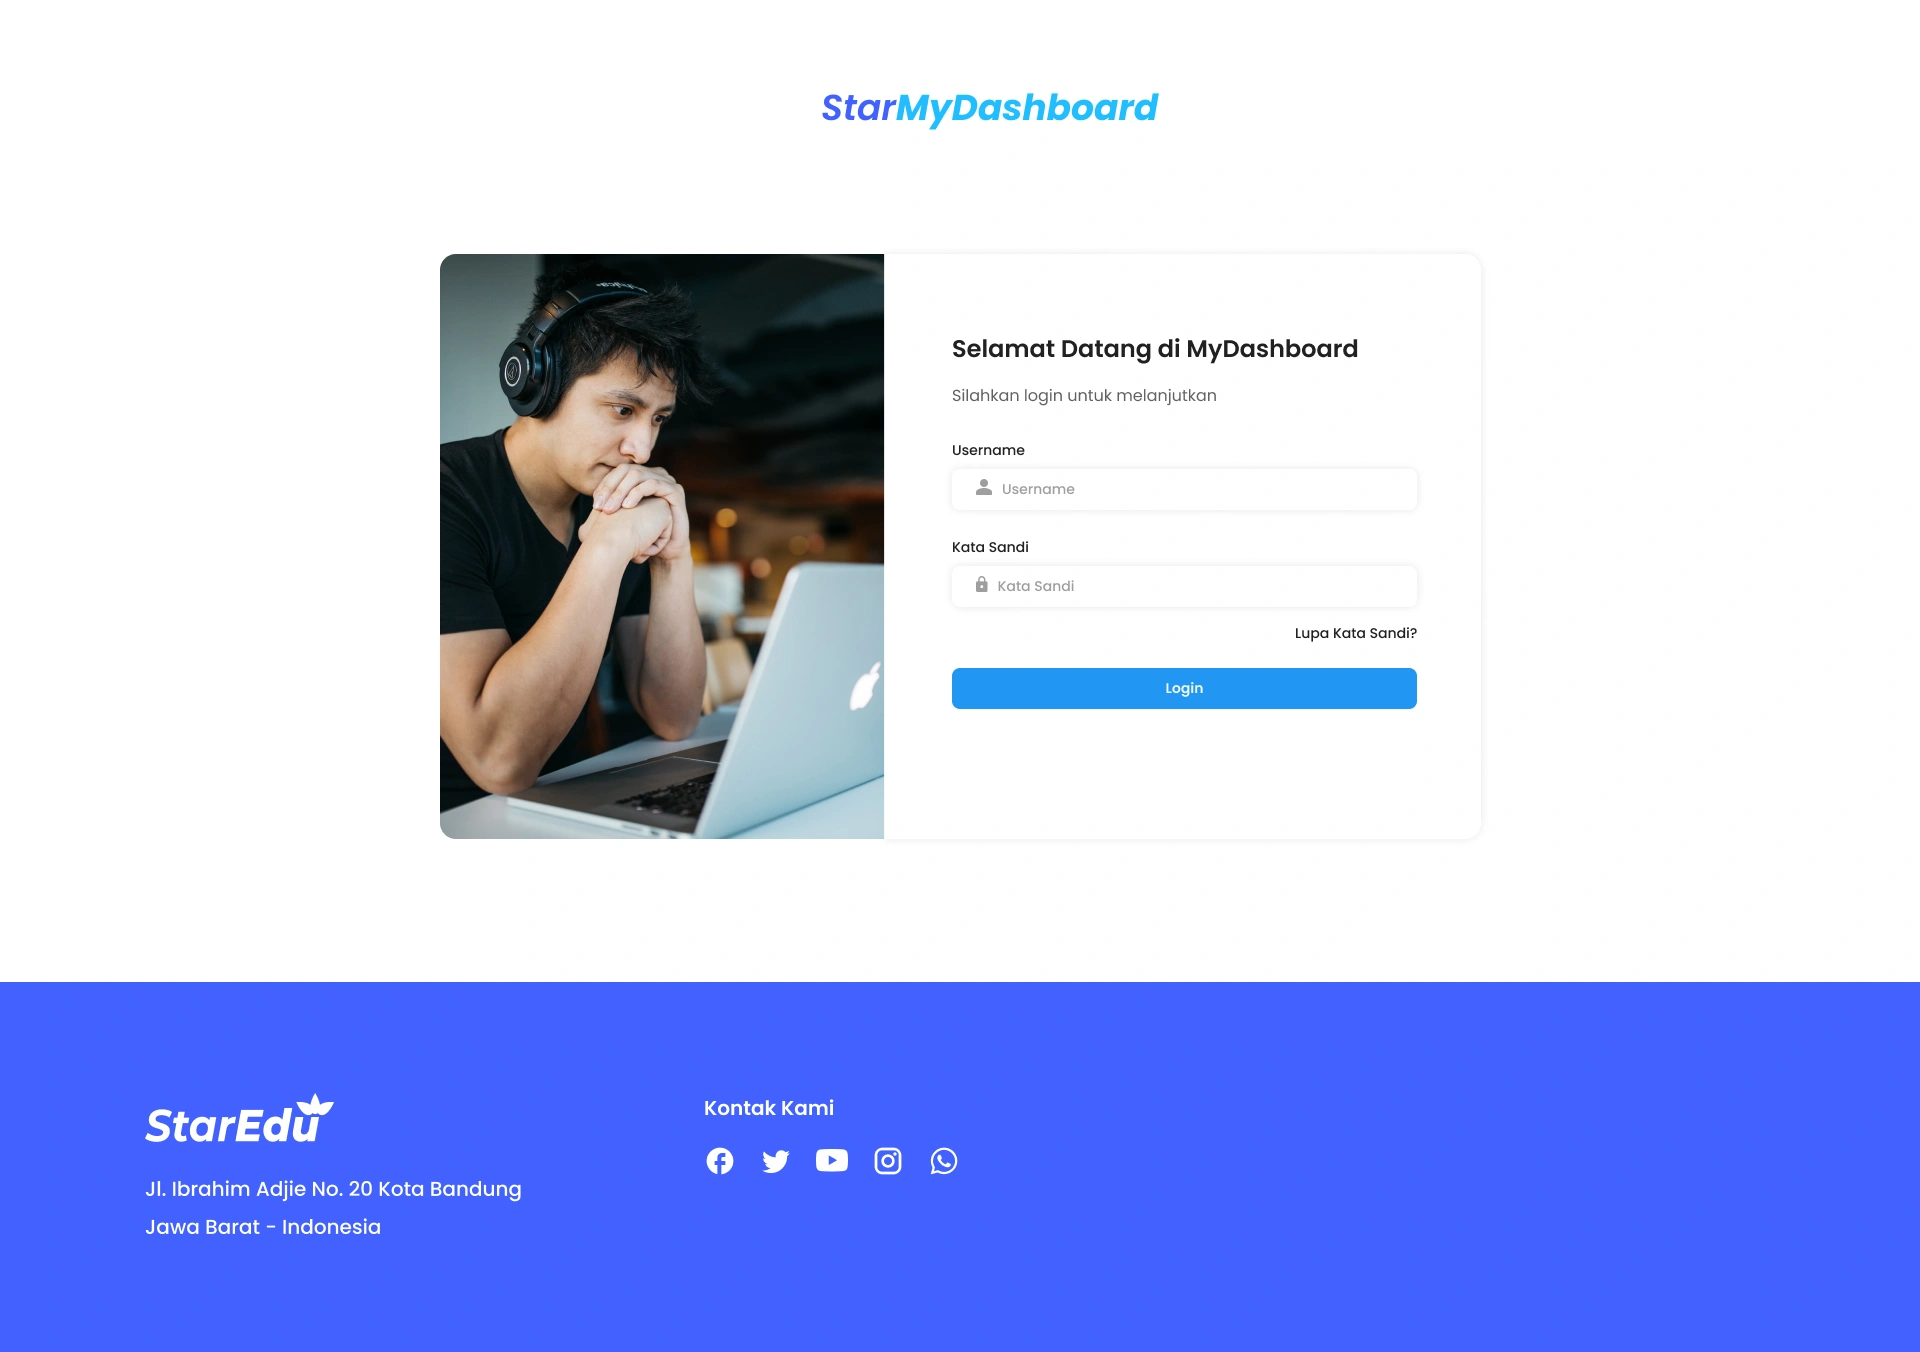 StarMyDashboard
Selamat Datang di MyDashboard
Silahkan login untuk melanjutkan
Username
Username
Kata Sandi
Kata Sandi
Lupa Kata Sandi?
Login
StarEdu
Jl. Ibrahim Adjie No. 20 Kota Bandung
Jawa Barat - Indonesia
Kontak Kami